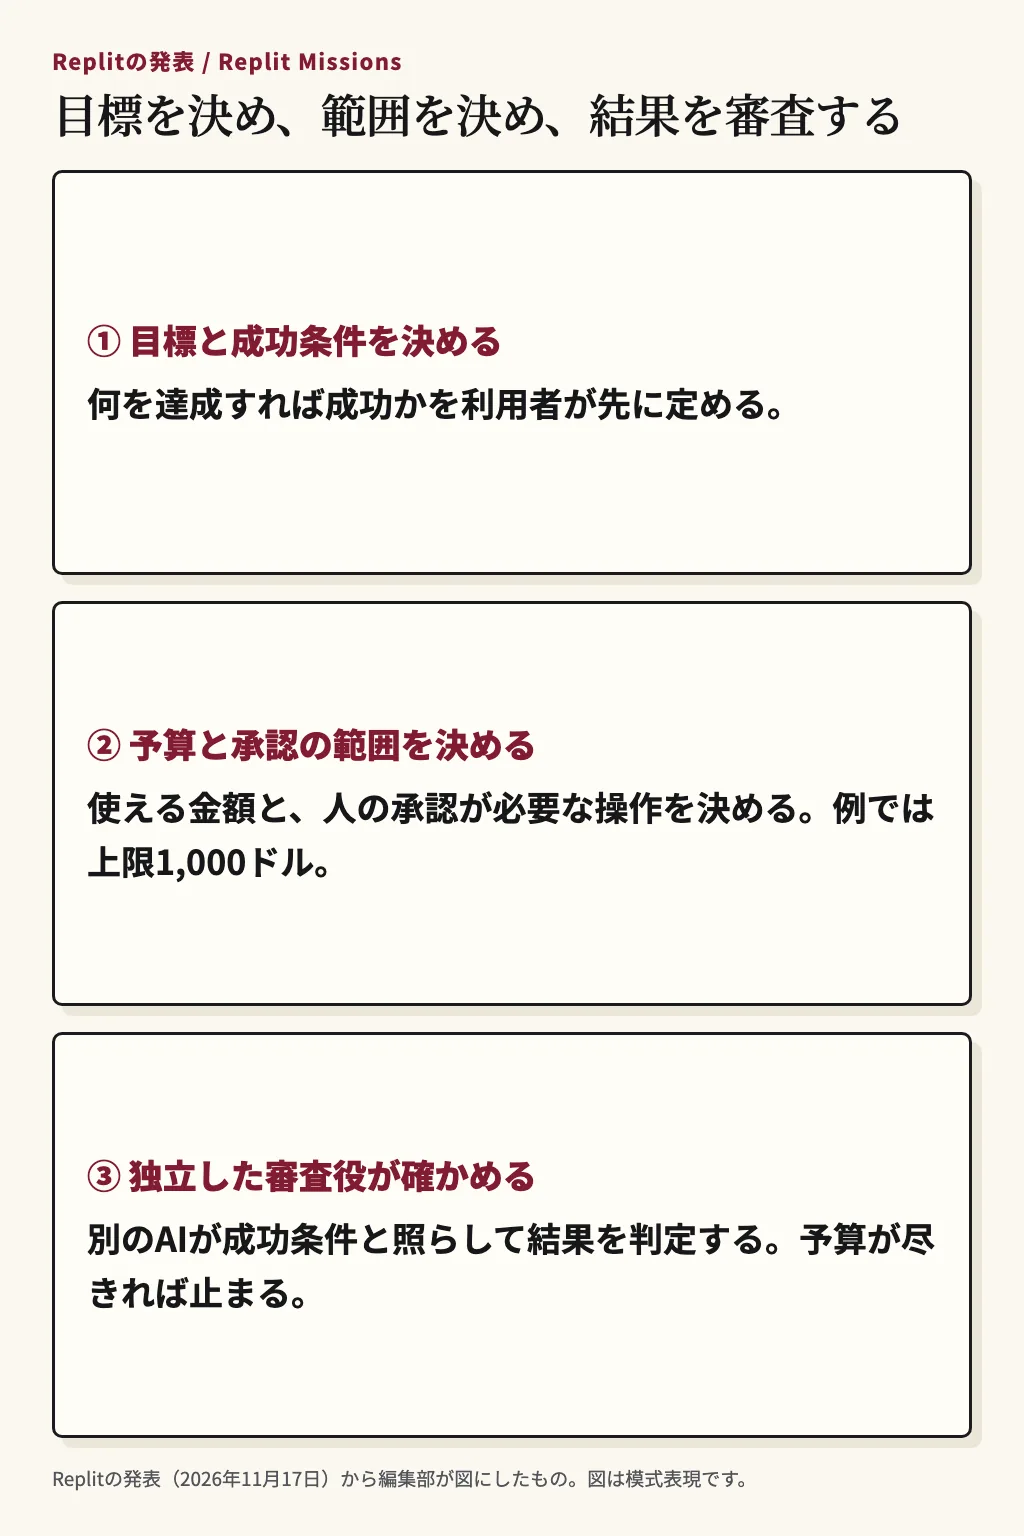 Replitの発表 / Replit Missions
目標を決め、範囲を決め、結果を審査する
① 目標と成功条件を決める
何を達成すれば成功かを利用者が先に定める。
② 予算と承認の範囲を決める
使える金額と、人の承認が必要な操作を決める。例では
上限1,000ドル。
③ 独立した審査役が確かめる
別のAIが成功条件と照らして結果を判定する。予算が尽
きれば止まる。
Replitの発表（2026年11月17日）から編集部が図にしたもの。図は模式表現です。